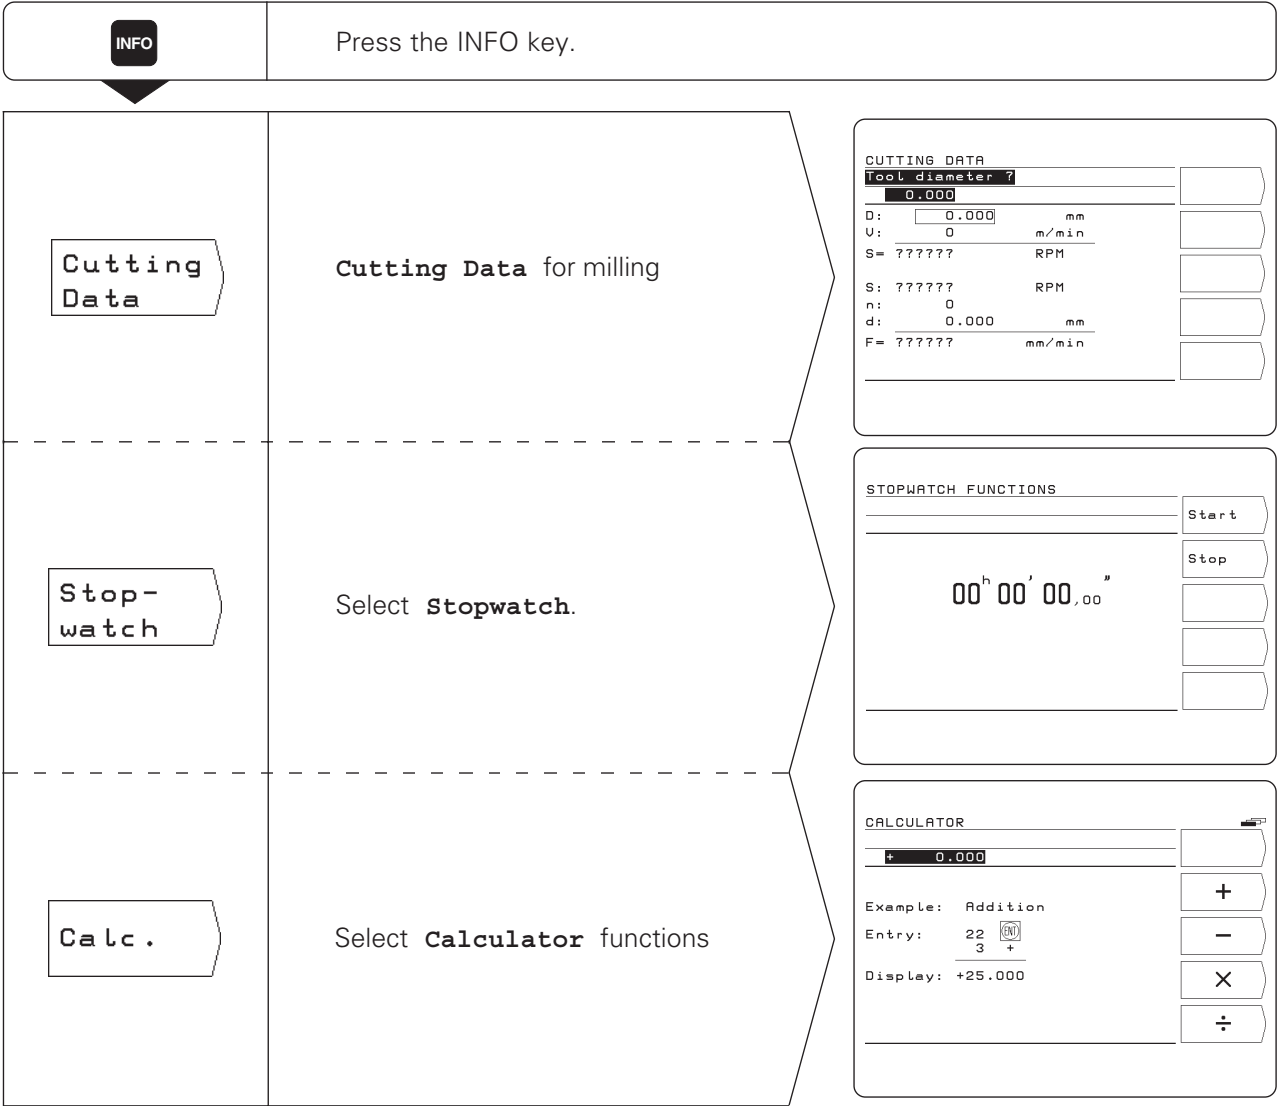 INFO
Press the INFO key.
Cutting
Data
Cutting Data for milling
CUTTING DATA
Tool diameter ?
0.000
D: 0.000 mm
V: 0 m/min
S= ?????? RPM
S: ?????? RPM
n: 0
d: 0.000 mm
F= ?????? mm/min
Stop-
watch
Select Stopwatch.
STOPWATCH FUNCTIONS
Start
Stop
00h 00' 00,00"
Calc.
Select Calculator functions
CALCULATOR
+ 0.000
+
Example: Addition
Entry: 22 ENT
3 +
−
Display: +25.000
×
÷